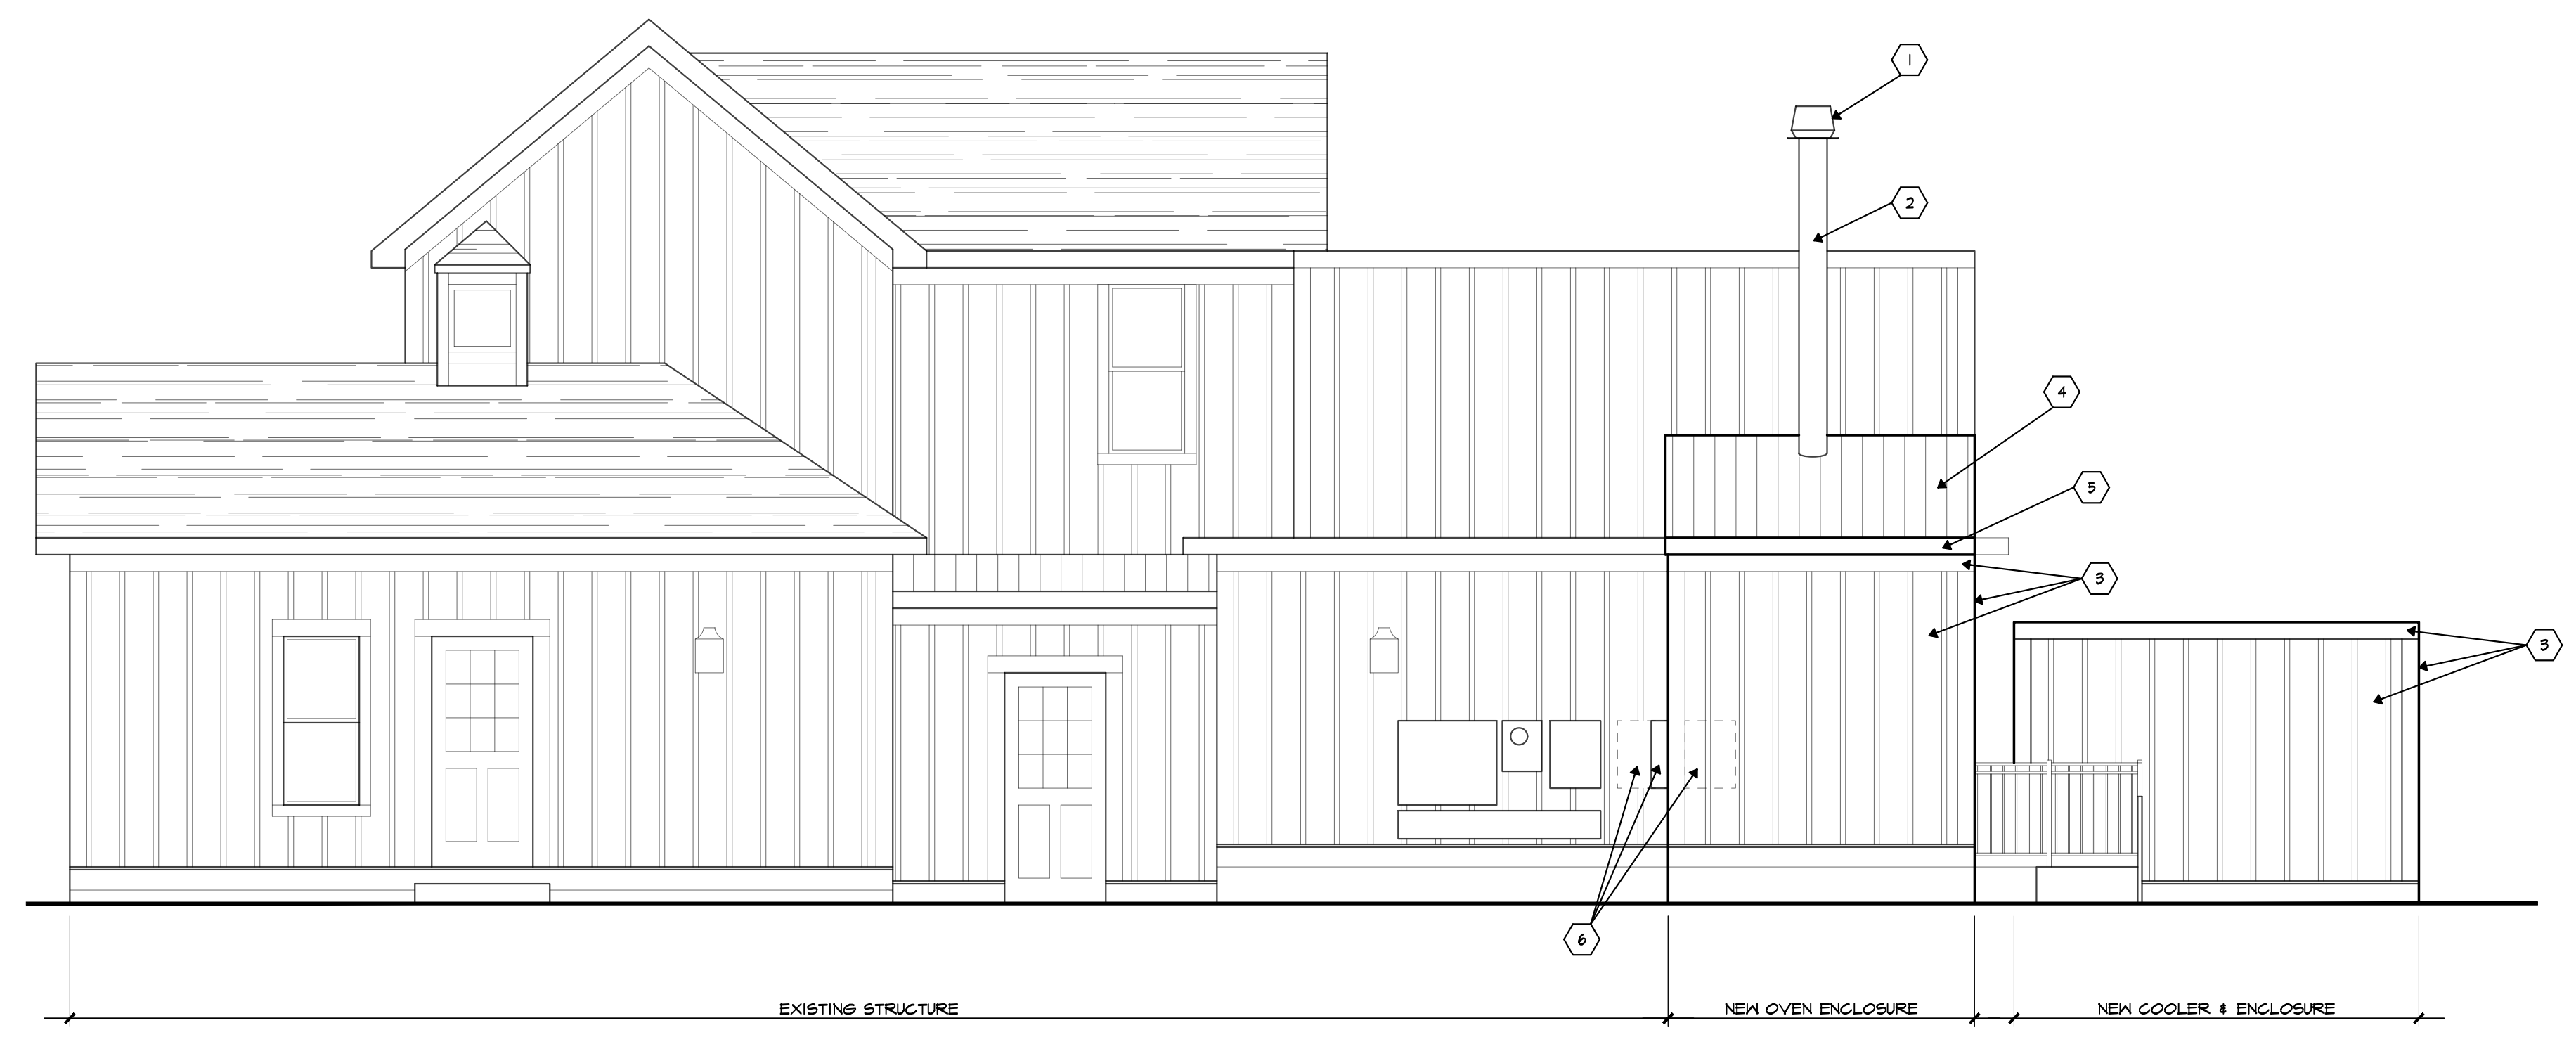 1
2
4
5
3
3
6
EXISTING STRUCTURE
NEW OVEN ENCLOSURE
NEW COOLER & ENCLOSURE